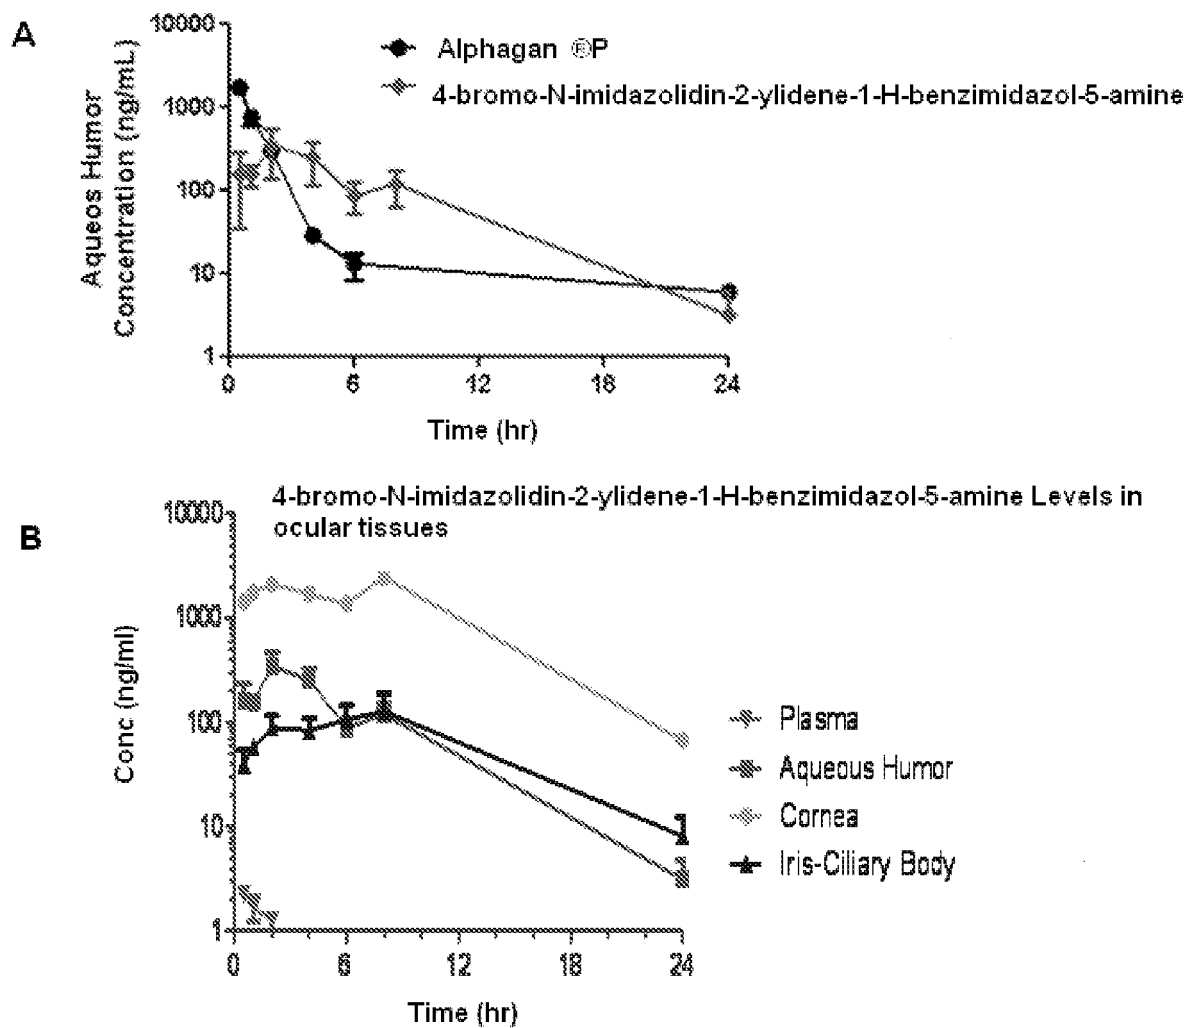 A
10000
1000
100
10
1
Aqueos Humor
Concentration (ng/mL)
Alphagan ®P
4-bromo-N-imidazolidin-2-ylidene-1-H-benzimidazol-5-amine
0 6 12 18 24
Time (hr)
B
4-bromo-N-imidazolidin-2-ylidene-1-H-benzimidazol-5-amine Levels in
ocular tissues
10000
1000
100
10
1
Conc (ng/ml)
Plasma
Aqueous Humor
Cornea
Iris-Ciliary Body
0 6 12 18 24
Time (hr)